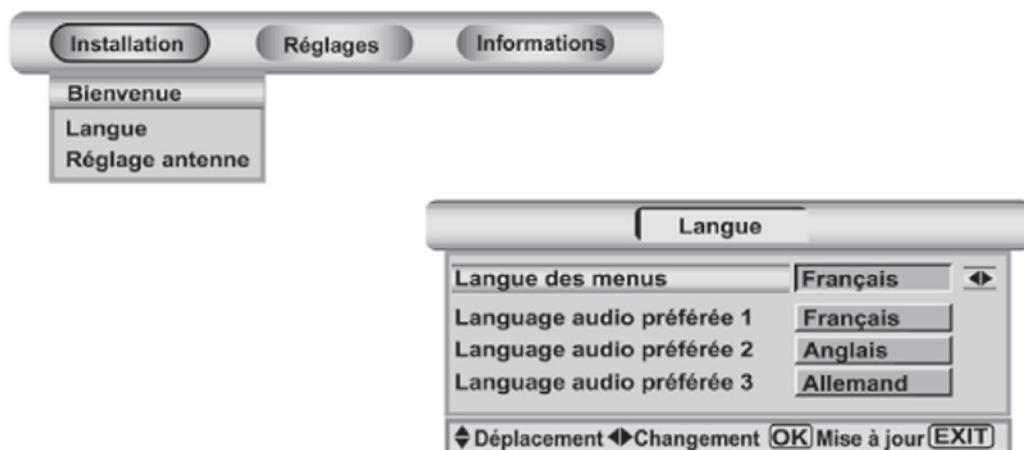 Installation Réglages Informations
Bienvenue
Langue
Réglage antenne
Langue
Langue des menus Français
Language audio préférée 1 Français
Language audio préférée 2 Anglais
Language audio préférée 3 Allemand
Déplacement Changement OK Mise à jour EXIT